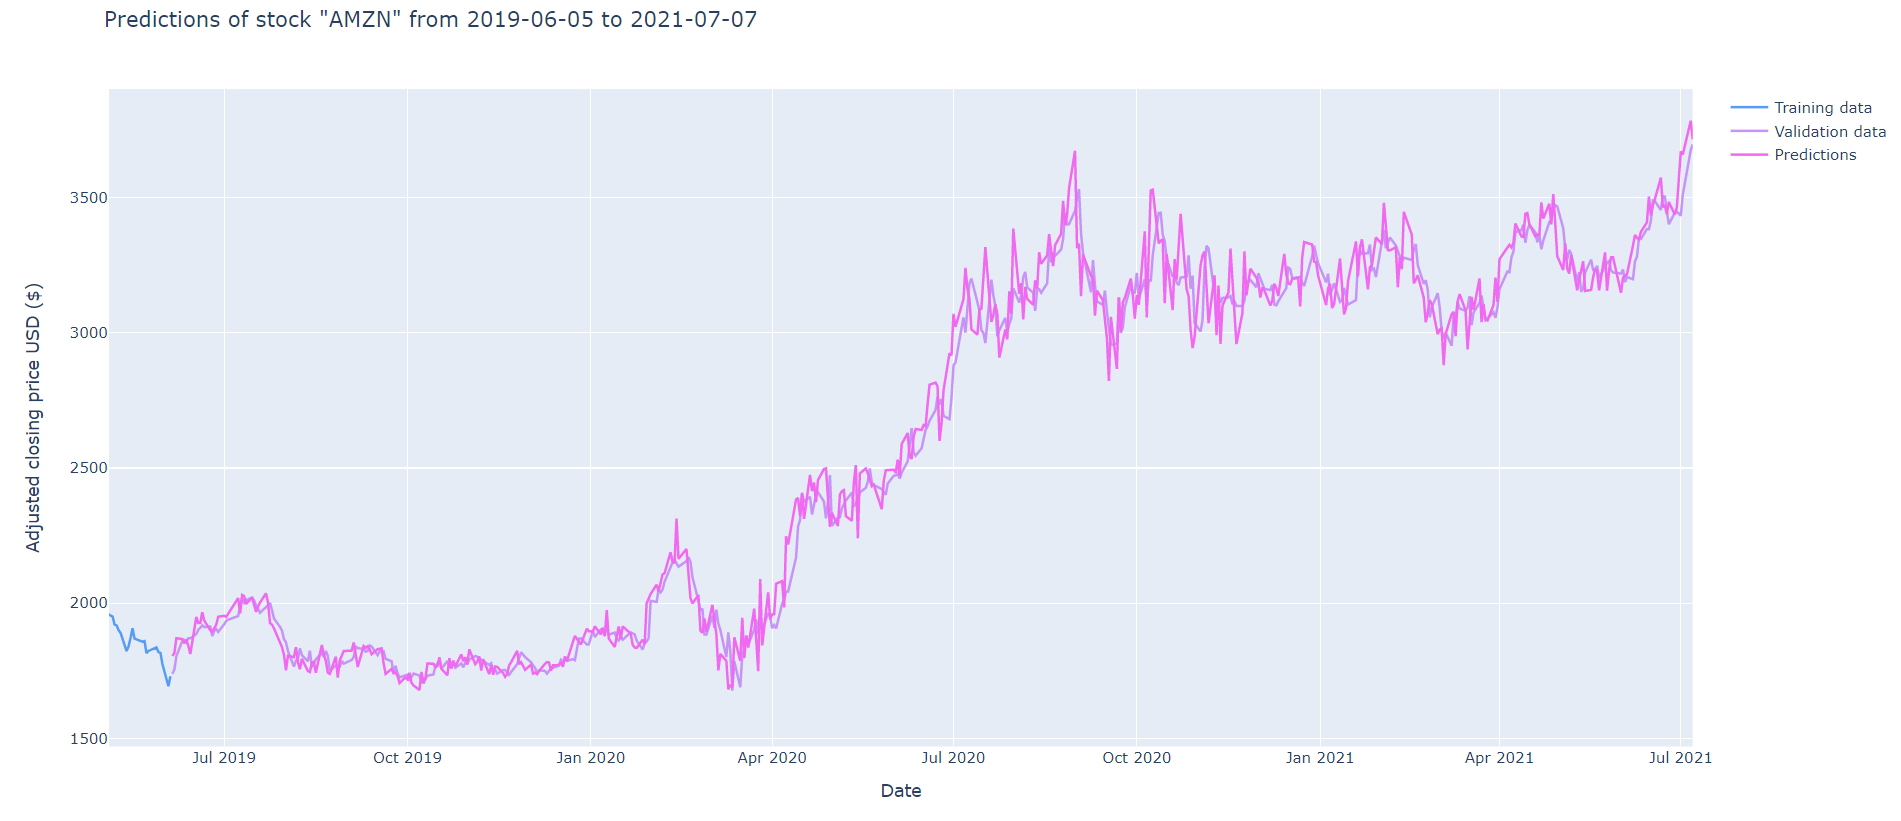 Predictions of stock "AMZN" from 2019-06-05 to 2021-07-07
Training data
Validation data
Predictions
Adjusted closing price USD ($)
3500
3000
2500
2000
1500
Jul 2019
Oct 2019
Jan 2020
Apr 2020
Jul 2020
Oct 2020
Jan 2021
Apr 2021
Jul 2021
Date